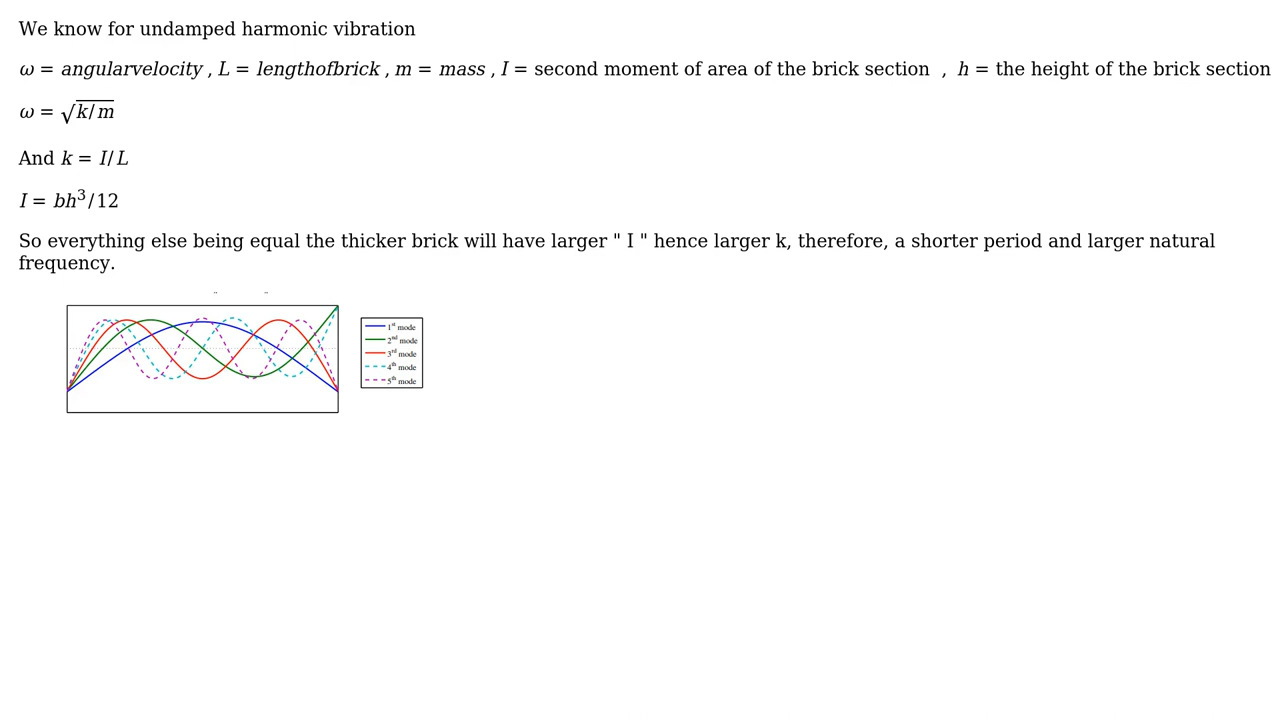 We know for undamped harmonic vibration
ω = angularvelocity , L = lengthofbrick , m = mass , I = second moment of area of the brick section , h = the height of the brick section
ω = √k/m
And k = I/L
I = bh³/12
So everything else being equal the thicker brick will have larger " I " hence larger k, therefore, a shorter period and larger natural
frequency.
1st mode
2nd mode
3rd mode
4th mode
5th mode